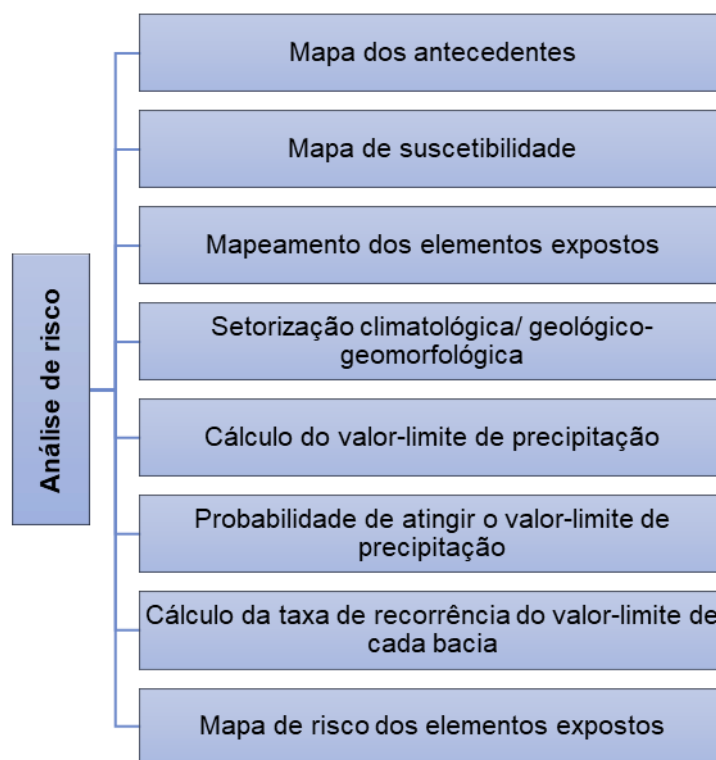 Análise de risco
Mapa dos antecedentes
Mapa de suscetibilidade
Mapeamento dos elementos expostos
Setorização climatológica/ geológico-
geomorfológica
Cálculo do valor-limite de precipitação
Probabilidade de atingir o valor-limite de
precipitação
Cálculo da taxa de recorrência do valor-limite de
cada bacia
Mapa de risco dos elementos expostos